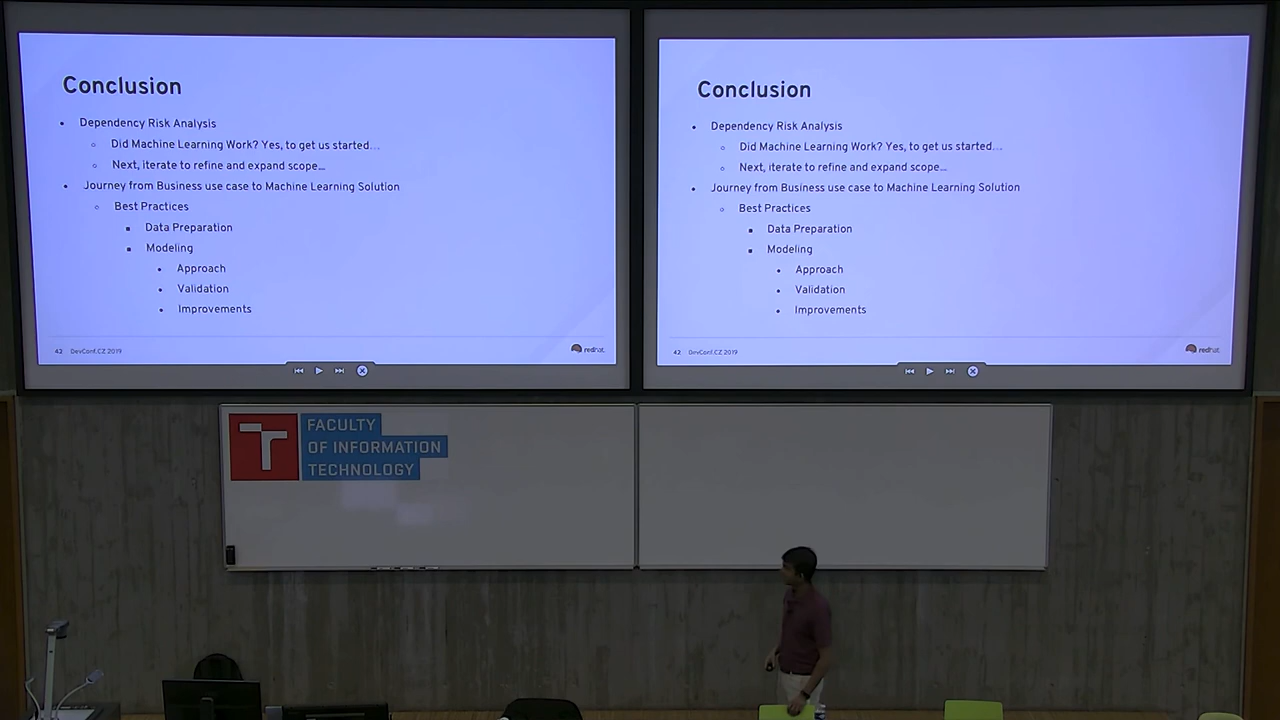 Conclusion
Dependency Risk Analysis
Did Machine Learning Work? Yes, to get us started...
Next, iterate to refine and expand scope...
Journey from Business use case to Machine Learning Solution
Best Practices
Data Preparation
Modeling
Approach
Validation
Improvements
42 DevConf.CZ 2019
redhat.
Conclusion
Dependency Risk Analysis
Did Machine Learning Work? Yes, to get us started...
Next, iterate to refine and expand scope...
Journey from Business use case to Machine Learning Solution
Best Practices
Data Preparation
Modeling
Approach
Validation
Improvements
42 DevConf.CZ 2019
redhat.
T FACULTY
OF INFORMATION
TECHNOLOGY